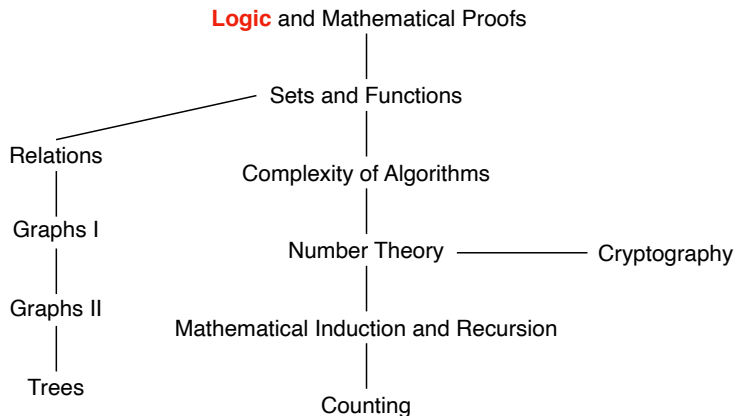 Logic and Mathematical Proofs
Sets and Functions
Relations
Complexity of Algorithms
Graphs I
Number Theory
Cryptography
Graphs II
Mathematical Induction and Recursion
Trees
Counting